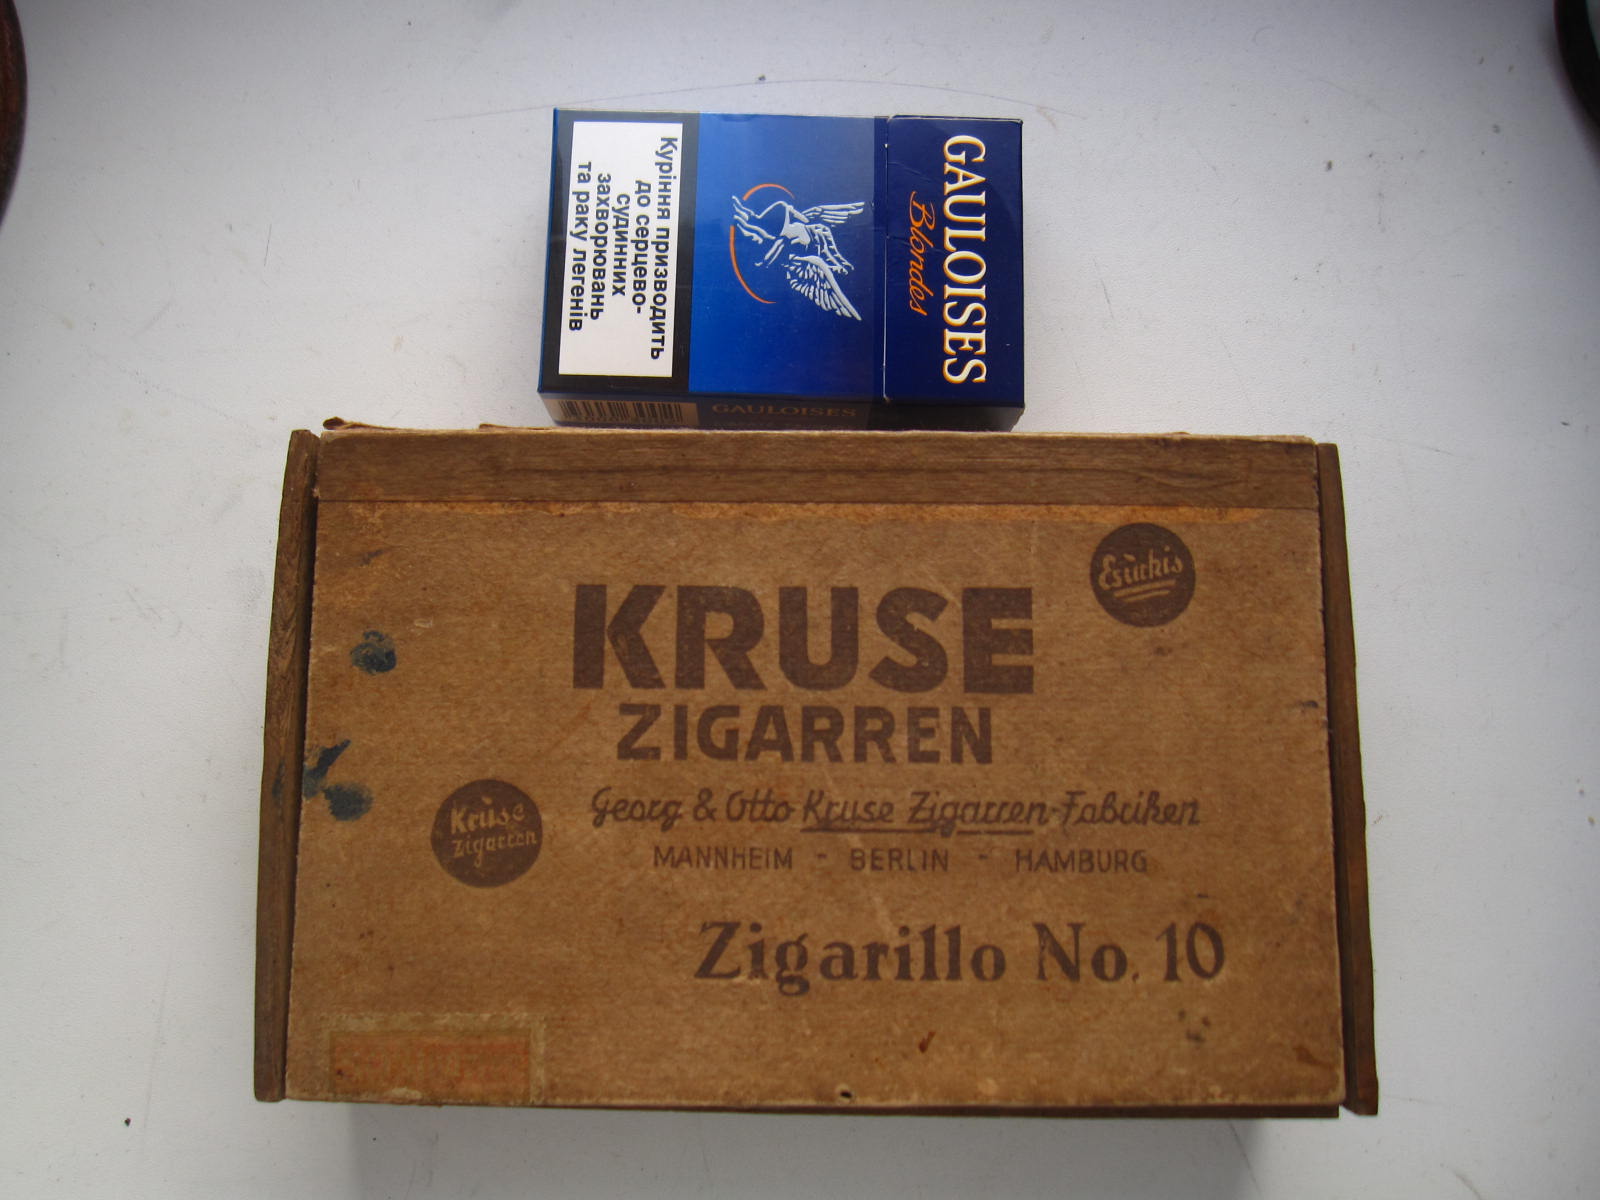 GAULOISES
Blondes
Куріння призводить
до серцево-
судинних
захворювань
та раку легенів
GAULOISES
Esüchis
KRUSE
ZIGARREN
Kruse
Zigarren
Georg & Otto Kruse Zigarren-Fabriken
MANNHEIM - BERLIN - HAMBURG
Zigarillo No. 10